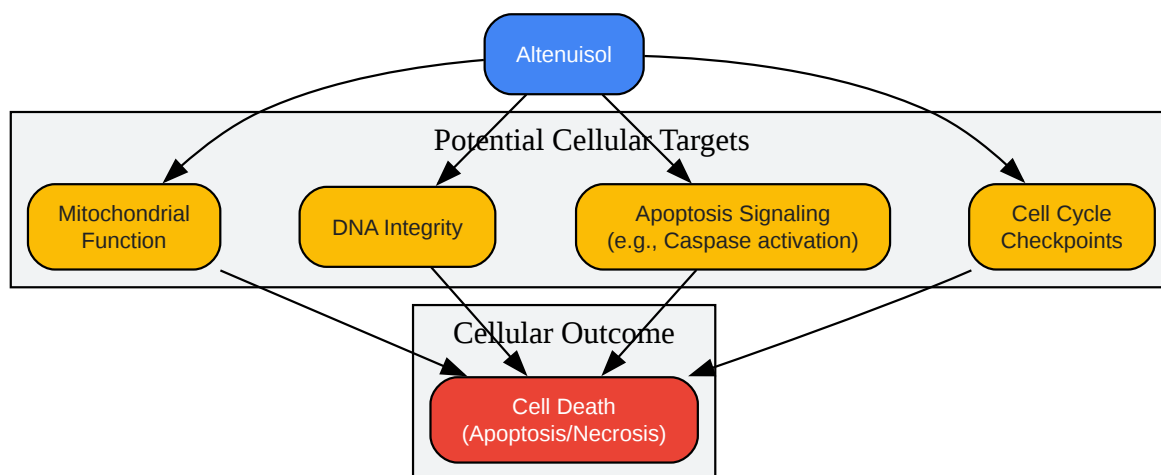 Altenuisol
Potential Cellular Targets
Mitochondrial
Function
DNA Integrity
Apoptosis Signaling
(e.g., Caspase activation)
Cell Cycle
Checkpoints
Cellular Outcome
Cell Death
(Apoptosis/Necrosis)